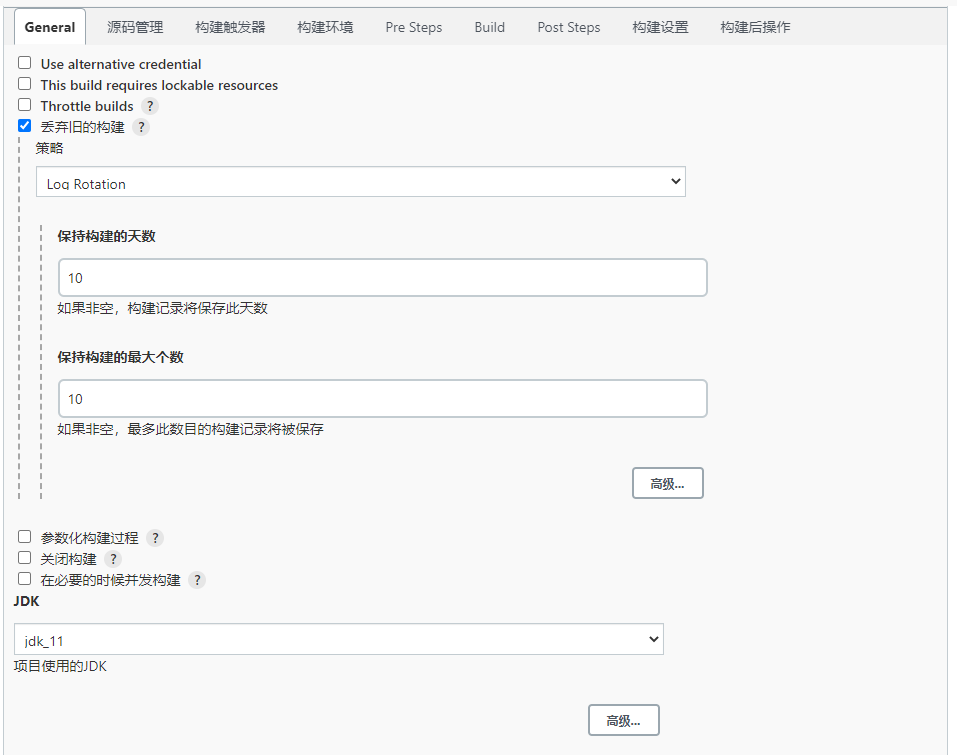 General 源码管理 构建触发器 构建环境 Pre Steps Build Post Steps 构建设置 构建后操作
Use alternative credential
This build requires lockable resources
Throttle builds ?
丢弃旧的构建 ?
策略
Log Rotation
保持构建的天数
10
如果非空，构建记录将保存此天数
保持构建的最大个数
10
如果非空，最多此数目的构建记录将被保存
高级...
参数化构建过程 ?
关闭构建 ?
在必要的时候并发构建 ?
JDK
jdk_11
项目使用的JDK
高级...